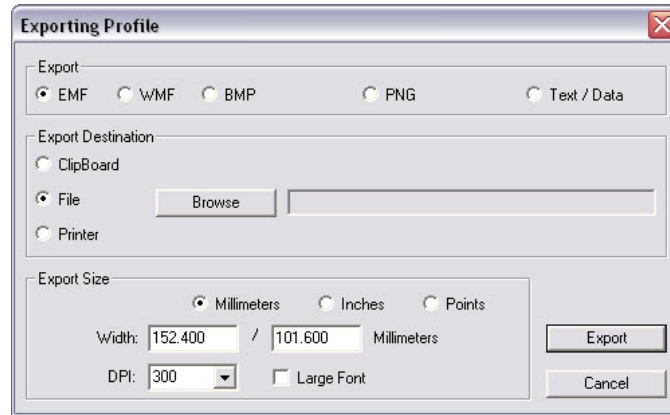 Exporting Profile
Export
EMF WMF BMP PNG Text / Data
Export Destination
ClipBoard
File Browse
Printer
Export Size
Millimeters Inches Points
Width: 152.400 / 101.600 Millimeters
Export
DPI: 300 Large Font
Cancel